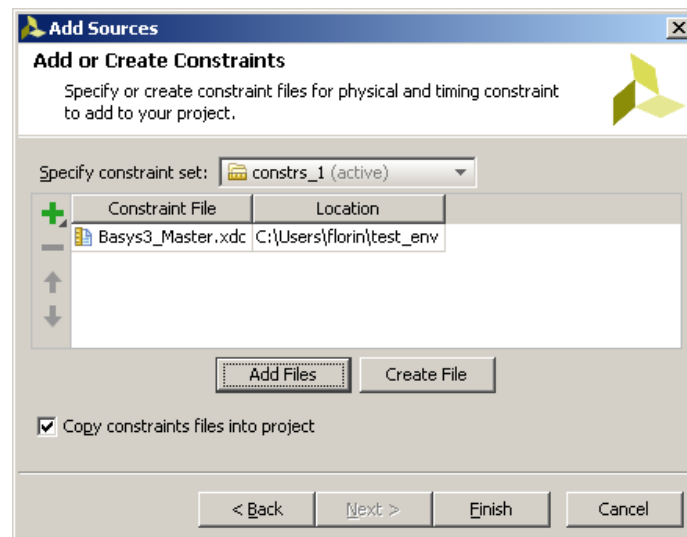 Add Sources
Add or Create Constraints
Specify or create constraint files for physical and timing constraint
to add to your project.
Specify constraint set: constrs_1 (active)
Constraint File Location
Basys3_Master.xdc C:\Users\florin\test_env
Add Files Create File
Copy constraints files into project
< Back Next > Finish Cancel